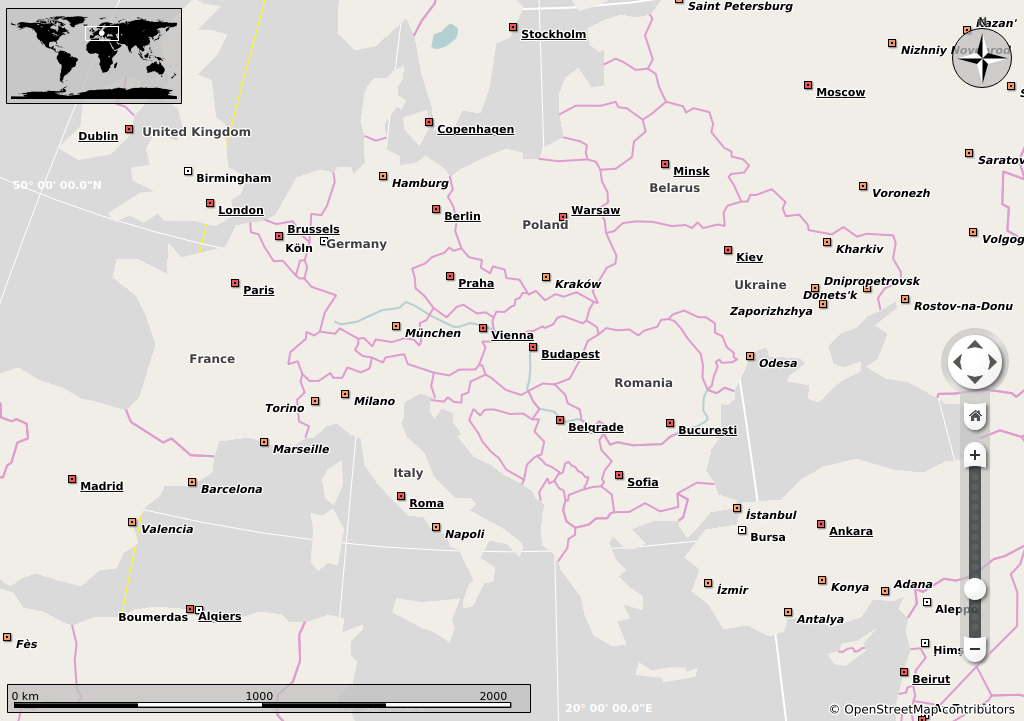 Saint Petersburg
Kazan'
N
Stockholm
Nizhniy Novgorod
Moscow
S
Copenhagen
United Kingdom
Dublin
Saratov
Minsk
Birmingham
50° 00' 00.0"N
Hamburg
Belarus
Voronezh
London
Berlin
Warsaw
Poland
Brussels
Köln
Germany
Volgog
Kharkiv
Kiev
Praha
Kraków
Ukraine
Dnipropetrovsk
Paris
Donets'k
Zaporizhzhya
Rostov-na-Donu
München
Vienna
Budapest
France
Odesa
Romania
Torino
Milano
Belgrade
București
Marseille
Italy
Madrid
Barcelona
Sofia
Roma
İstanbul
Valencia
Napoli
Bursa
Ankara
İzmir
Konya
Adana
Aleppo
Boumerdas
Algiers
Antalya
Fès
Hims
Beirut
0 km
1000
2000
20° 00' 00.0"E
© OpenStreetMap contributors